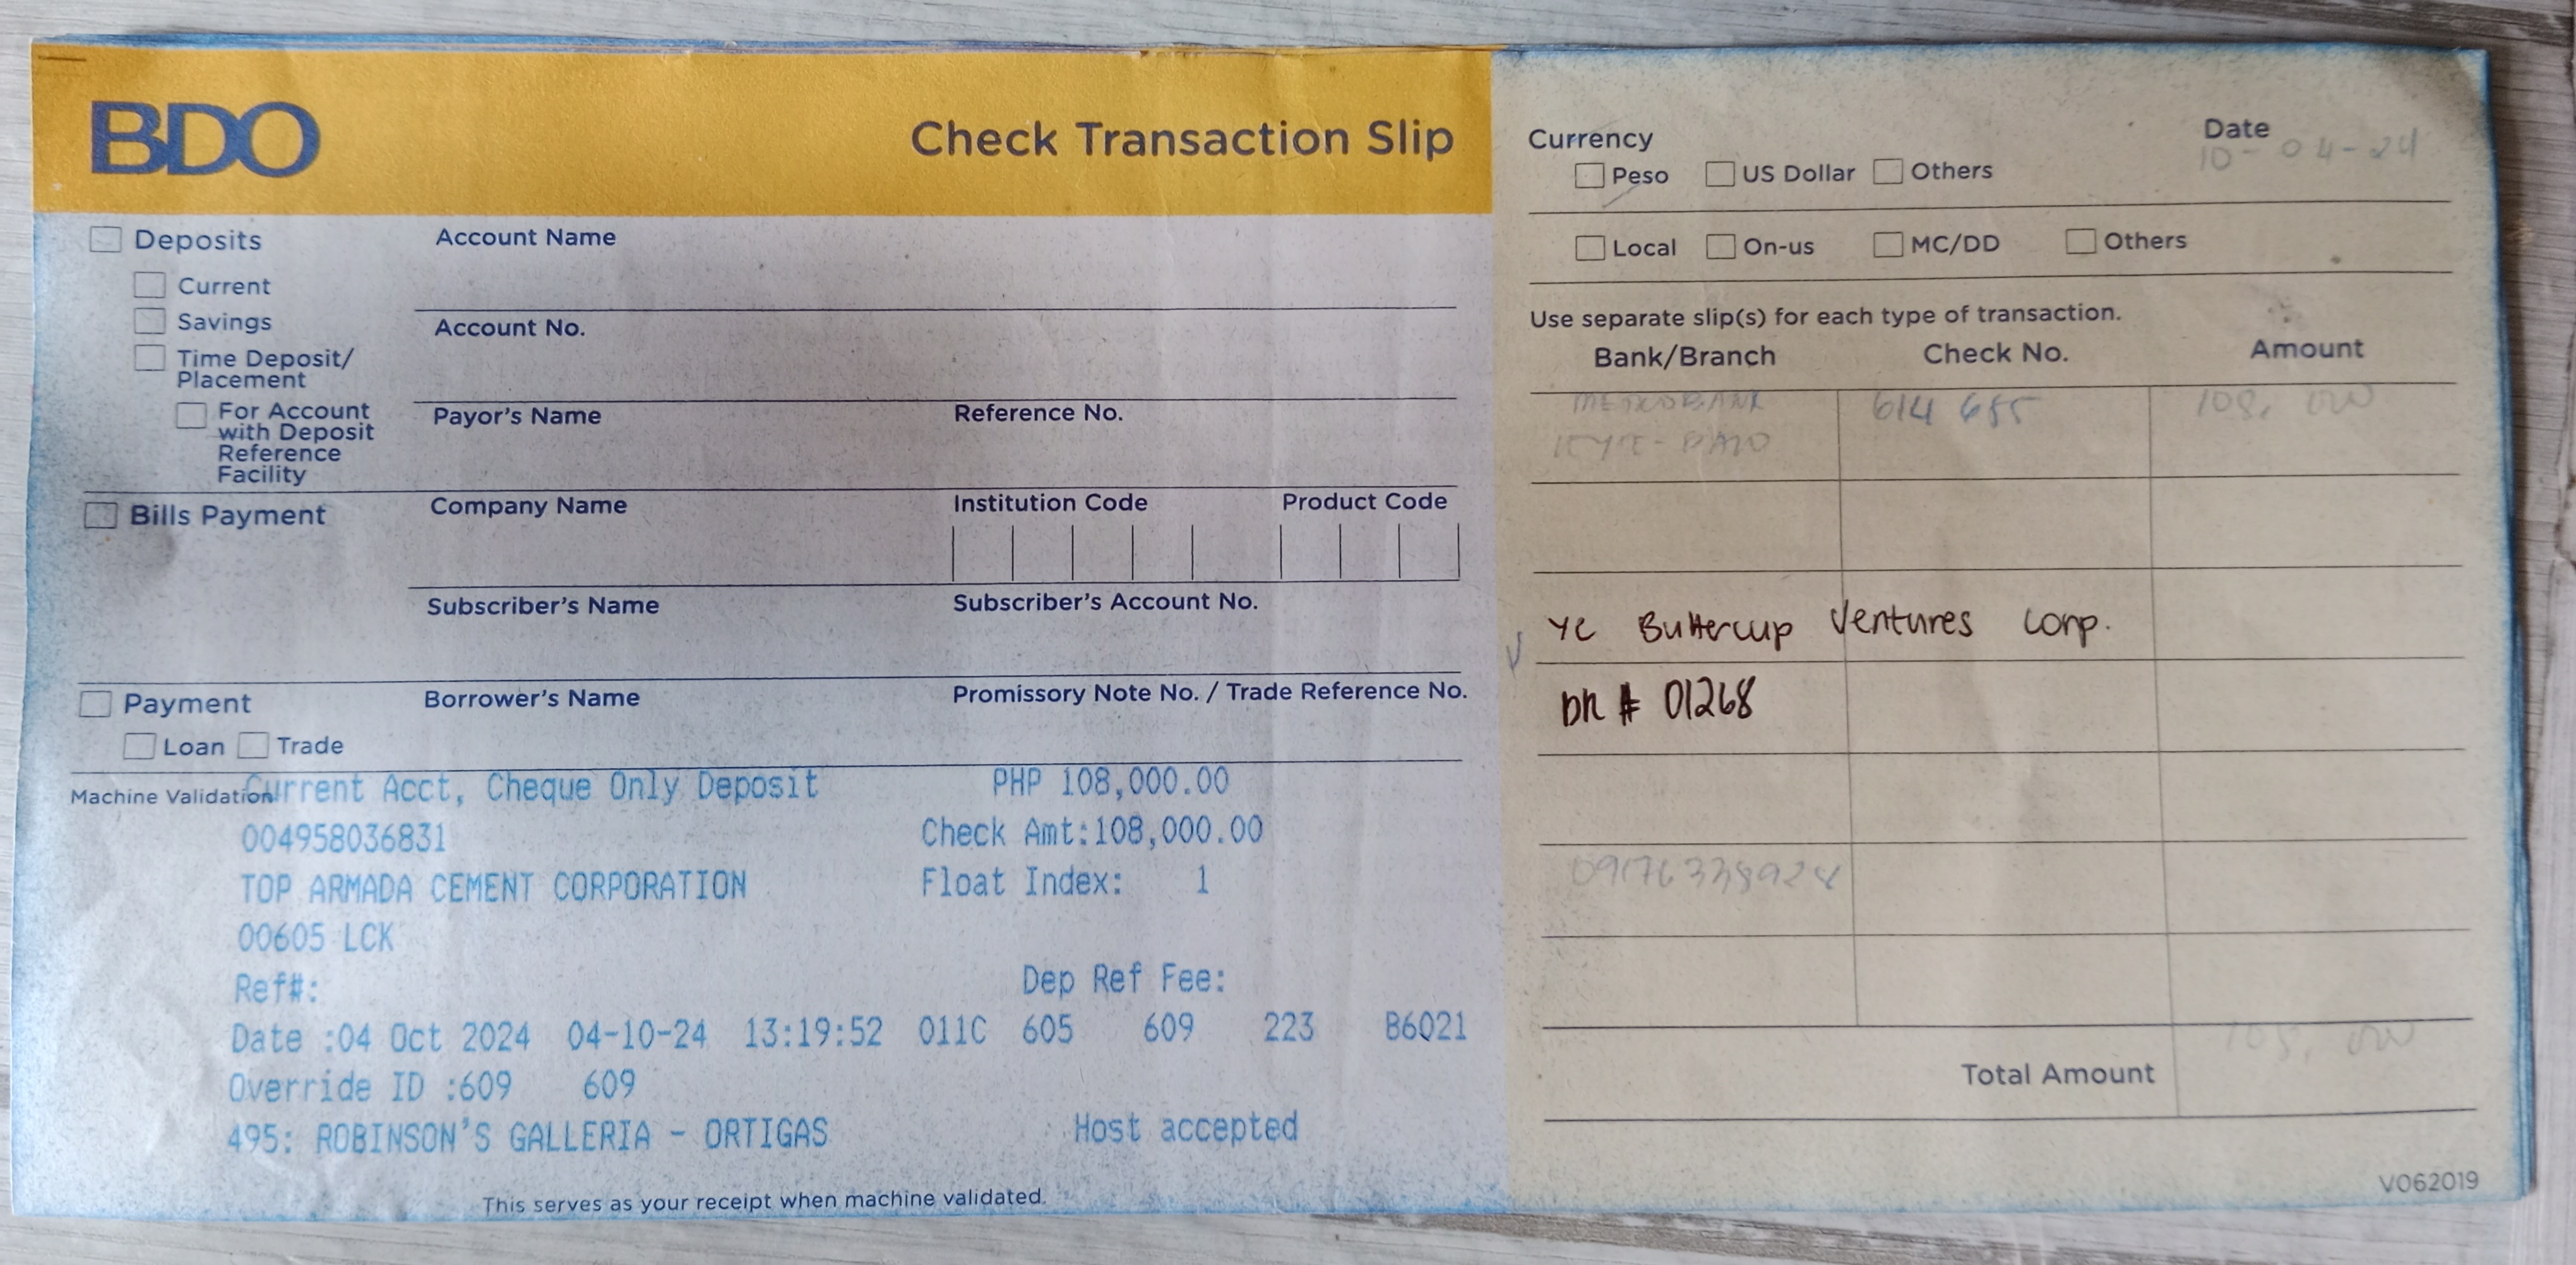 BDO
Check Transaction Slip
Deposits
Current
Savings
Time Deposit/
Placement
For Account
with Deposit
Reference
Facility
Account Name
Account No.
Payor's Name Reference No.
Bills Payment
Company Name Institution Code Product Code
Subscriber's Name Subscriber's Account No.
Payment
Loan Trade
Borrower's Name Promissory Note No. / Trade Reference No.
Machine Validation
Current Acct, Cheque Only Deposit PHP 108,000.00
004958036831 Check Amt:108,000.00
TOP ARMADA CEMENT CORPORATION Float Index: 1
00605 LCK
Ref#: Dep Ref Fee:
Date :04 Oct 2024 04-10-24 13:19:52 011C 605 609 223 B6021
Override ID :609 609
495: ROBINSON'S GALLERIA - ORTIGAS Host accepted
This serves as your receipt when machine validated.
Currency Date
10-04-24
Peso US Dollar Others
Local On-us MC/DD Others
Use separate slip(s) for each type of transaction.
Bank/Branch Check No. Amount
METROBANK 614 685 108,
YC Buttercup Ventures Corp.
DR # 01268
Total Amount
V062019